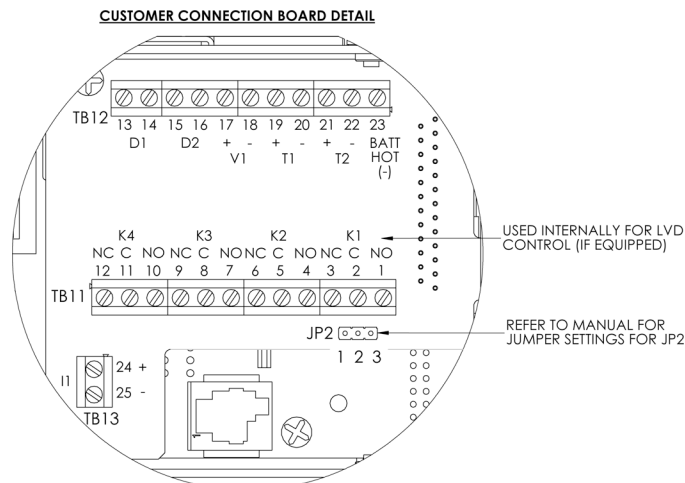 CUSTOMER CONNECTION BOARD DETAIL
TB12
13 14 15 16 17 18 19 20 21 22 23
D1 D2 + - + - + - BATT
V1 T1 T2 HOT
(-)
K4 K3 K2 K1
NC C NO NC C NO NC C NO NC C NO
12 11 10 9 8 7 6 5 4 3 2 1
TB11
USED INTERNALLY FOR LVD
CONTROL (IF EQUIPPED)
JP2
1 2 3
REFER TO MANUAL FOR
JUMPER SETTINGS FOR JP2
I1
24 +
25 -
TB13
1